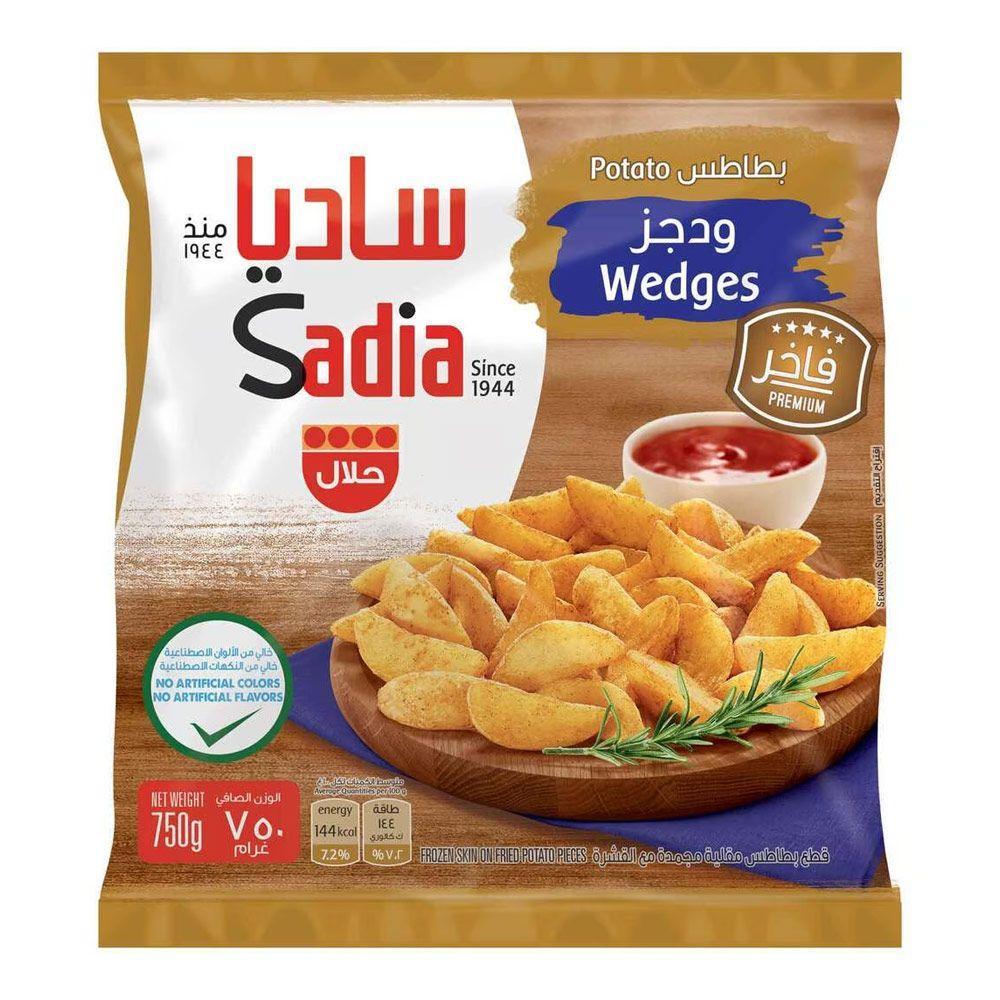 ساديا
منذ
١٩٤٤
Sadia
Since
1944
حلال
Potato بطاطس
ودجز
Wedges
فاخر
PREMIUM
اقتراح التقديم
SERVING SUGGESTION
خالي من الألوان الاصطناعية
خالي من النكهات الاصطناعية
NO ARTIFICIAL COLORS
NO ARTIFICIAL FLAVORS
NET WEIGHT الوزن الصافي
750g ٧٥٠
غرام
Average Quantities per 100 g
energy طاقة
144 kcal ١٤٤
ك كالوري
7.2% ٧.٢%
FROZEN SKIN ON FRIED POTATO PIECES قطع بطاطس مقلية مجمدة مع القشرة